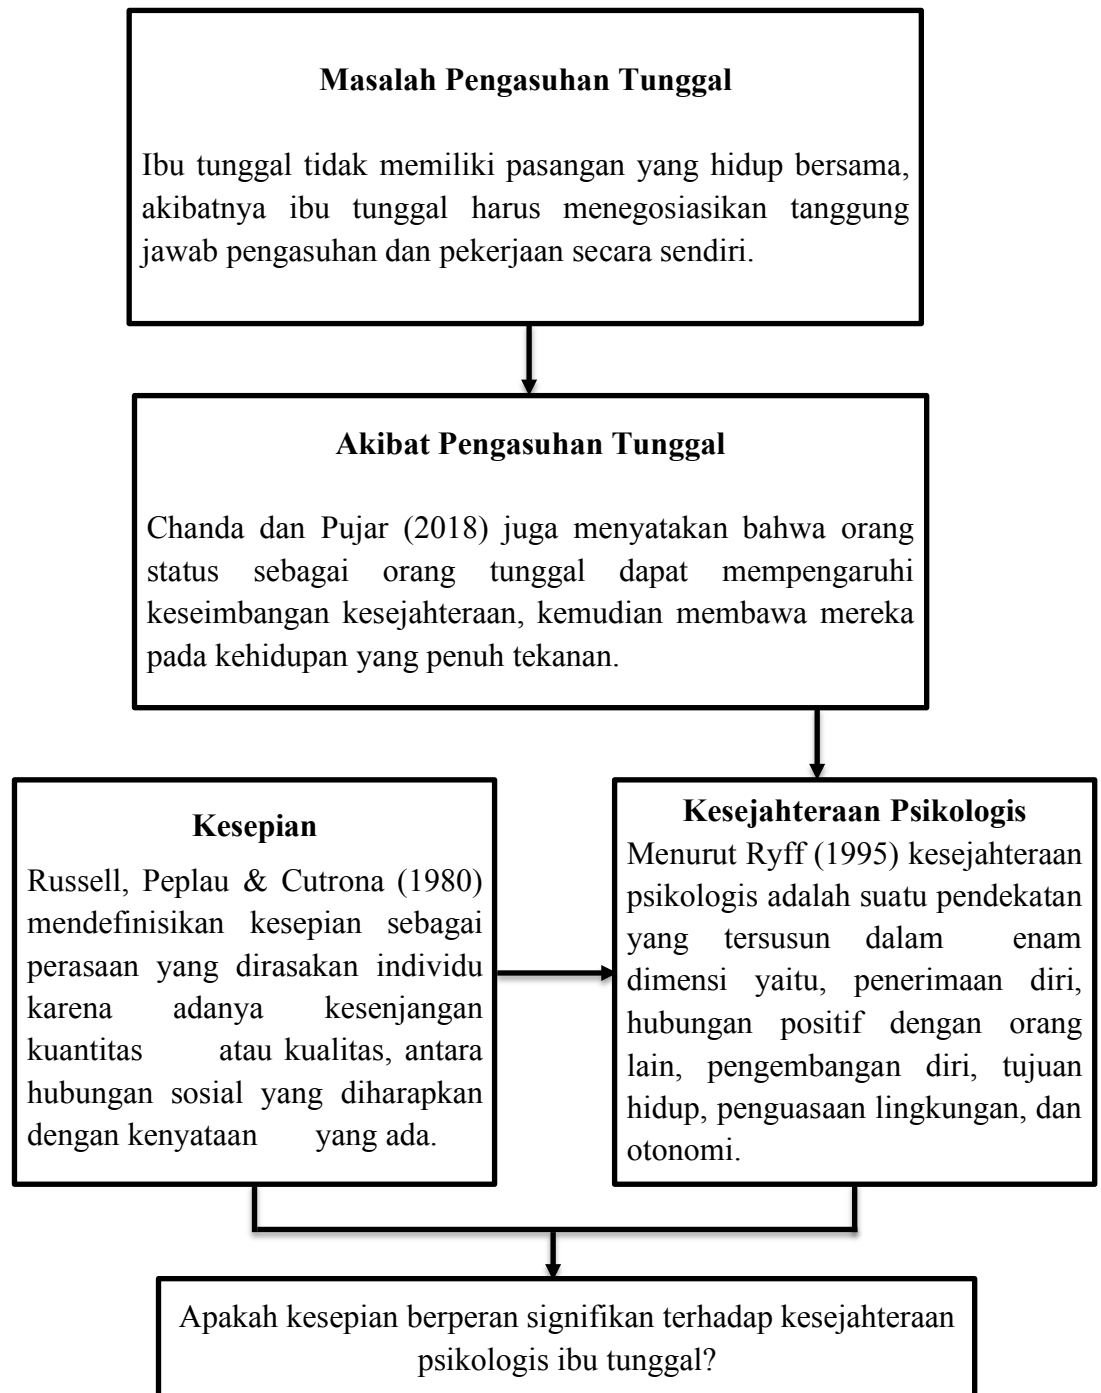 Masalah Pengasuhan Tunggal
Ibu tunggal tidak memiliki pasangan yang hidup bersama,
akibatnya ibu tunggal harus menegosiasikan tanggung
jawab pengasuhan dan pekerjaan secara sendiri.
Akibat Pengasuhan Tunggal
Chanda dan Pujar (2018) juga menyatakan bahwa orang
status sebagai orang tunggal dapat mempengaruhi
keseimbangan kesejahteraan, kemudian membawa mereka
pada kehidupan yang penuh tekanan.
Kesepian
Russell, Peplau & Cutrona (1980)
mendefinisikan kesepian sebagai
perasaan yang dirasakan individu
karena adanya kesenjangan
kuantitas atau kualitas, antara
hubungan sosial yang diharapkan
dengan kenyataan yang ada.
Kesejahteraan Psikologis
Menurut Ryff (1995) kesejahteraan
psikologis adalah suatu pendekatan
yang tersusun dalam enam
dimensi yaitu, penerimaan diri,
hubungan positif dengan orang
lain, pengembangan diri, tujuan
hidup, penguasaan lingkungan, dan
otonomi.
Apakah kesepian berperan signifikan terhadap kesejahteraan
psikologis ibu tunggal?